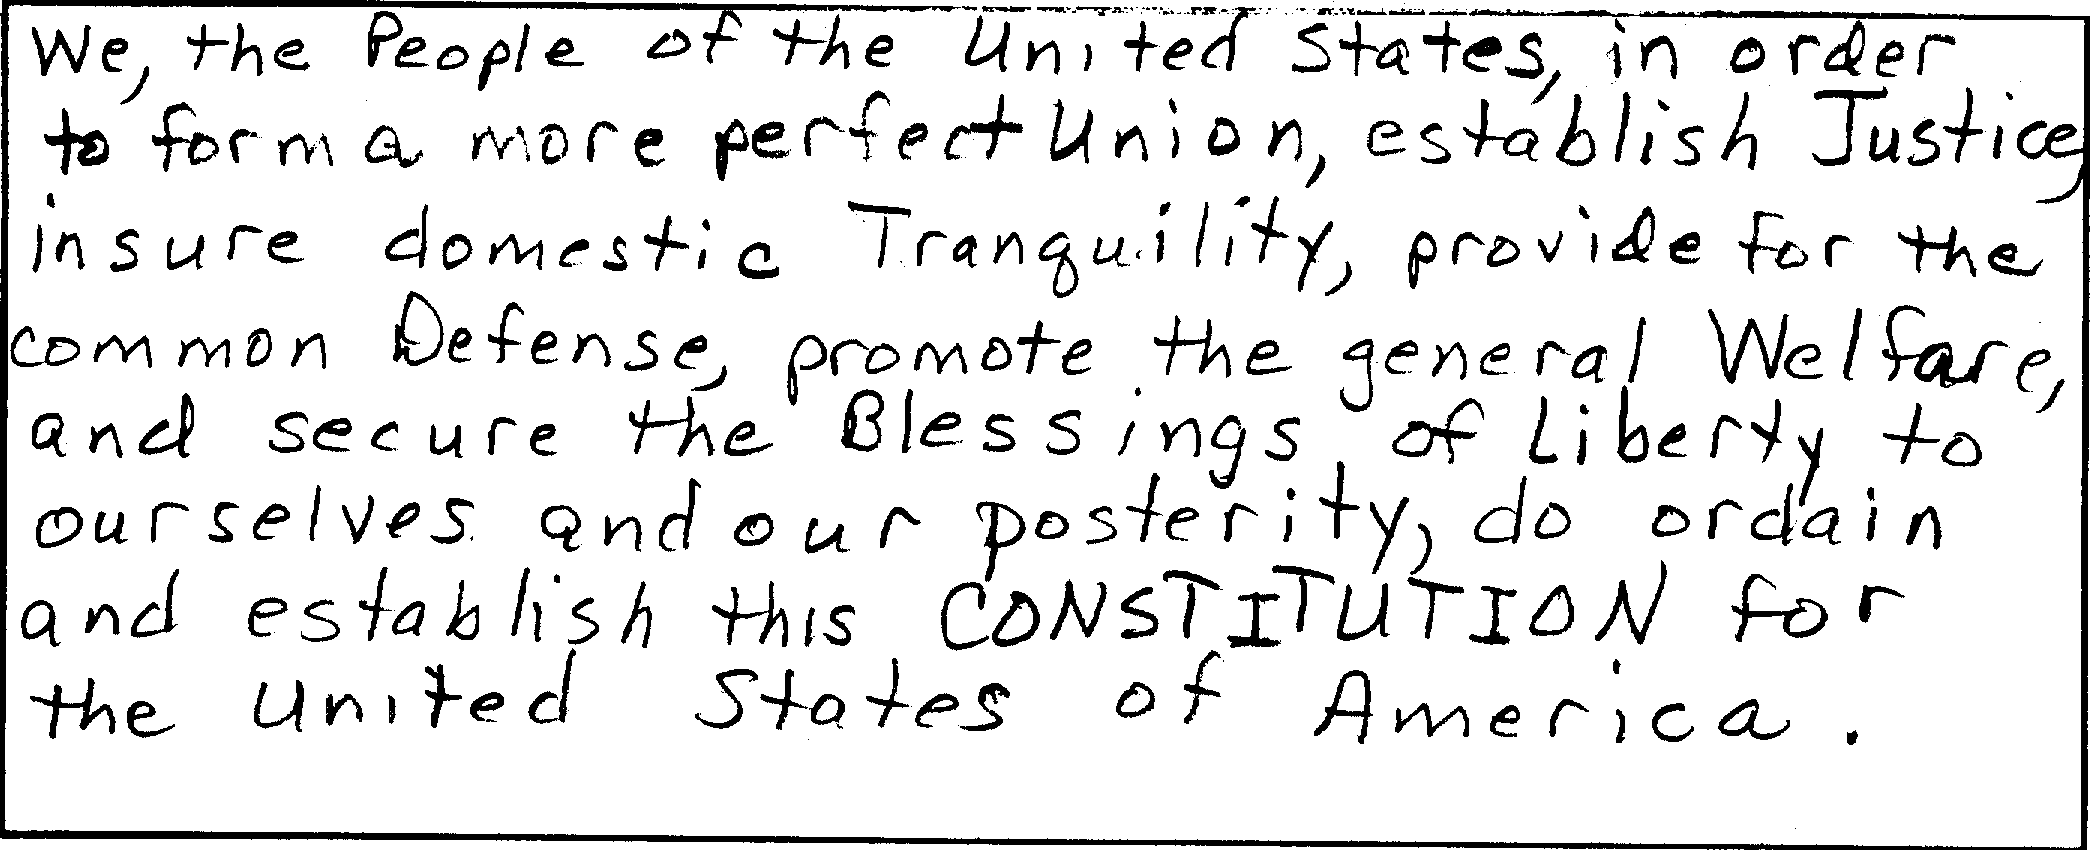 We, the People of the United States, in order
to form a more perfect Union, establish Justice,
insure domestic Tranquility, provide for the
common Defense, promote the general Welfare,
and secure the Blessings of Liberty to
ourselves and our posterity, do ordain
and establish this CONSTITUTION for
the United States of America.